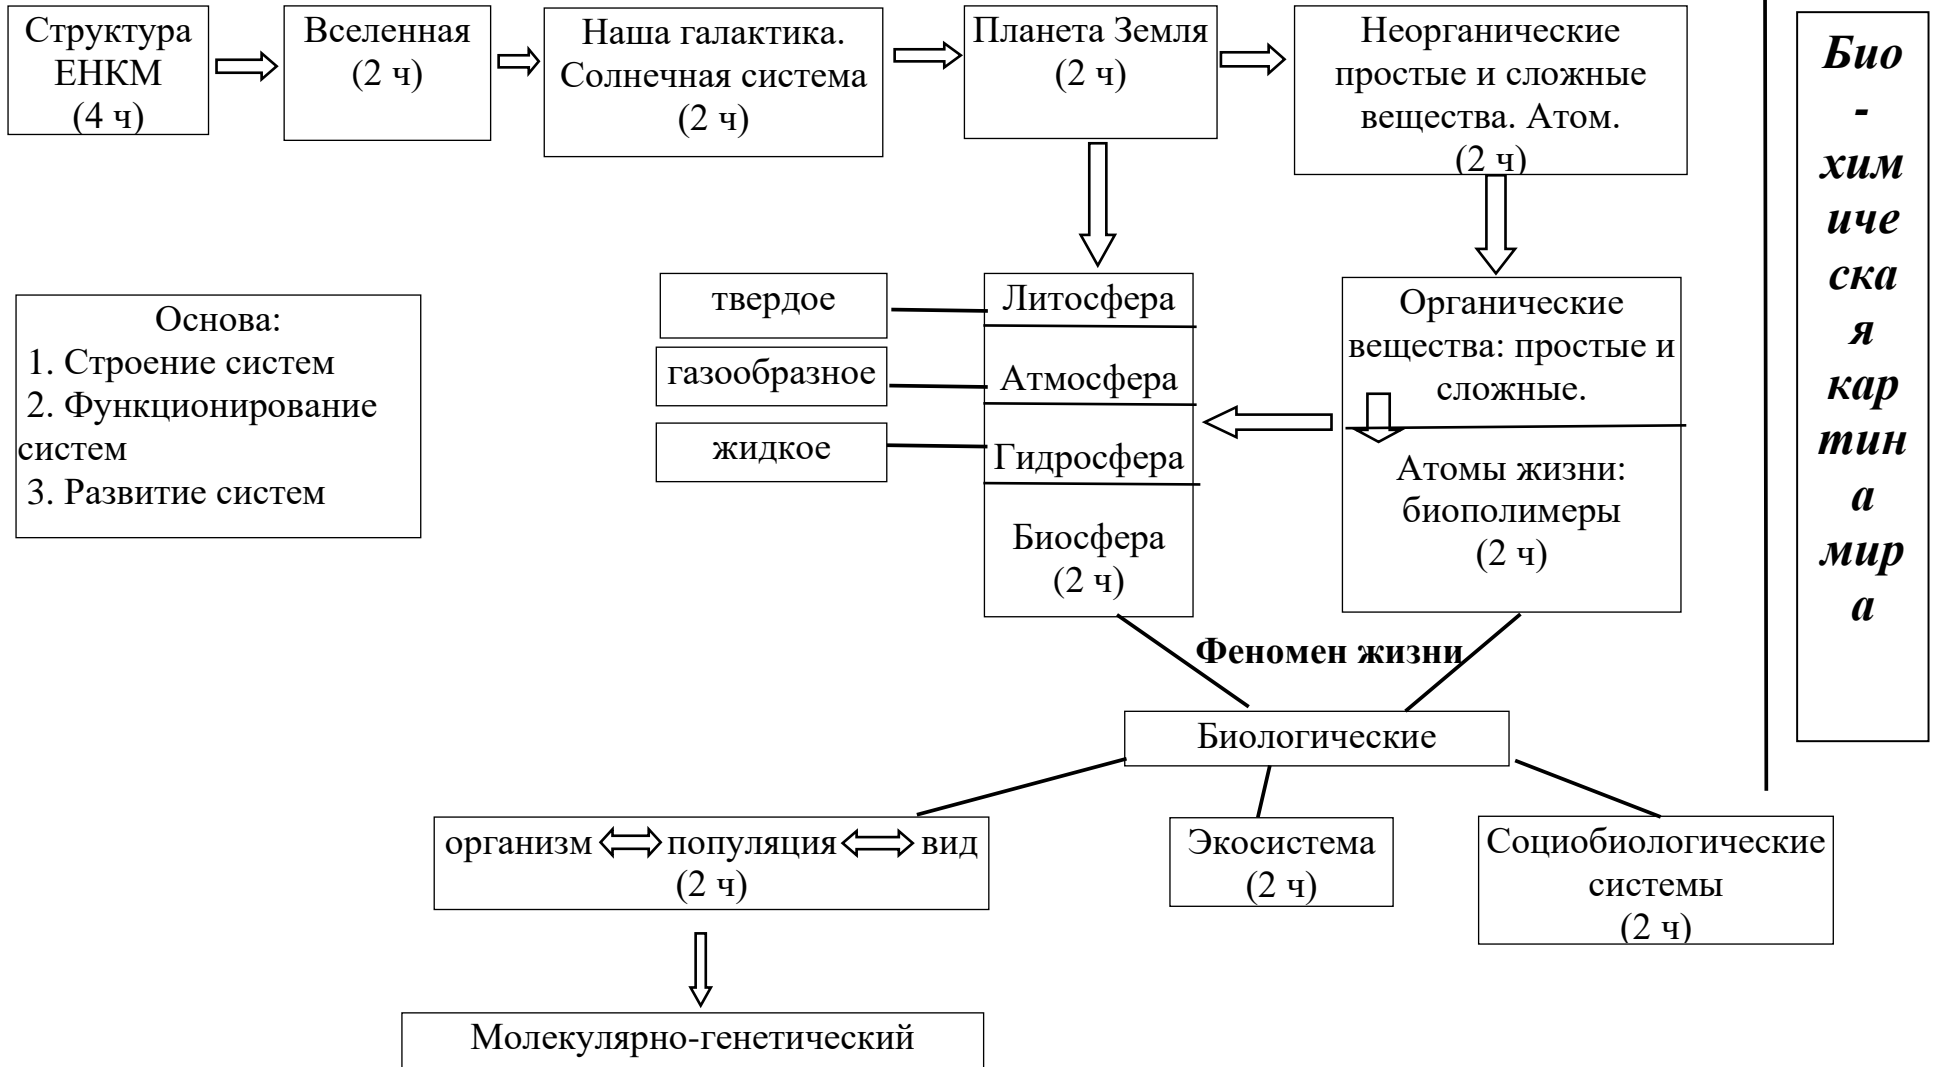 Структура
ЕНКМ
(4 ч)
Вселенная
(2 ч)
Наша галактика.
Солнечная система
(2 ч)
Планета Земля
(2 ч)
Неорганические
простые и сложные
вещества. Атом.
(2 ч)
Био
-
хим
иче
ска
я
кар
тин
а
мир
а
Основа:
1. Строение систем
2. Функционирование
систем
3. Развитие систем
твердое
газообразное
жидкое
Литосфера
Атмосфера
Гидросфера
Биосфера
(2 ч)
Органические
вещества: простые и
сложные.
Атомы жизни:
биополимеры
(2 ч)
Феномен жизни
Биологические
организм популяция вид
(2 ч)
Экосистема
(2 ч)
Социобиологические
системы
(2 ч)
Молекулярно-генетический